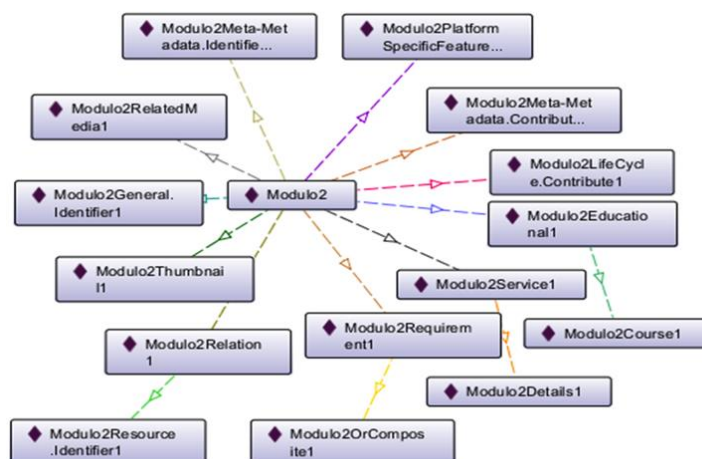 Modulo2Meta-Met
adata.Identifie...
Modulo2Platform
SpecificFeature...
Modulo2RelatedM
edia1
Modulo2Meta-Met
adata.Contribut...
Modulo2LifeCycl
e.Contribute1
Modulo2General.
Identifier1
Modulo2
Modulo2Educatio
nal1
Modulo2Thumbnai
l1
Modulo2Service1
Modulo2Relation
1
Modulo2Requirem
ent1
Modulo2Course1
Modulo2Details1
Modulo2Resource
.Identifier1
Modulo2OrCompos
ite1